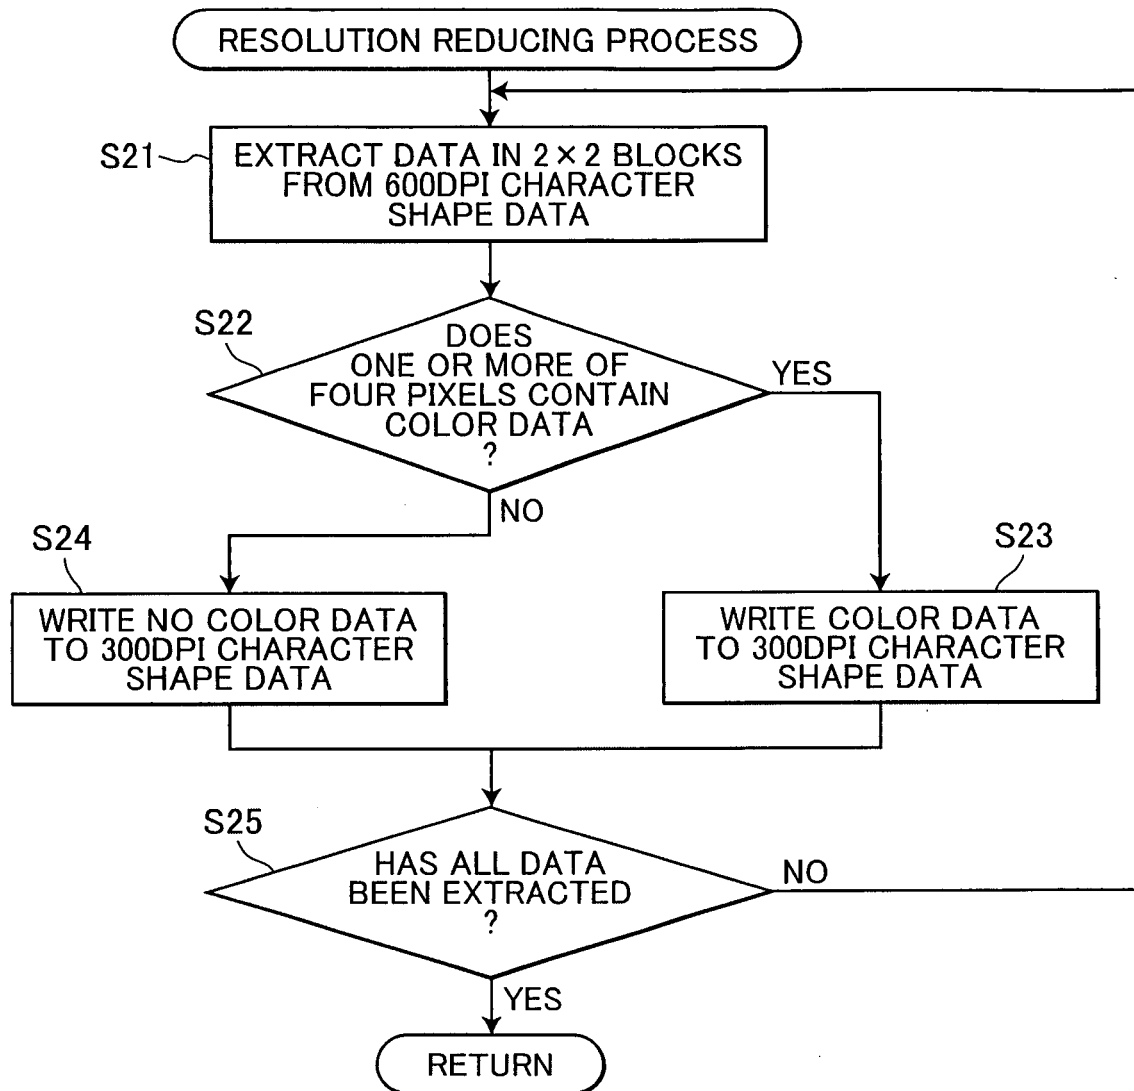 RESOLUTION REDUCING PROCESS
S21
EXTRACT DATA IN 2×2 BLOCKS
FROM 600DPI CHARACTER
SHAPE DATA
S22
DOES
ONE OR MORE OF
FOUR PIXELS CONTAIN
COLOR DATA
?
YES
NO
S24
WRITE NO COLOR DATA
TO 300DPI CHARACTER
SHAPE DATA
S23
WRITE COLOR DATA
TO 300DPI CHARACTER
SHAPE DATA
S25
HAS ALL DATA
BEEN EXTRACTED
?
NO
YES
RETURN